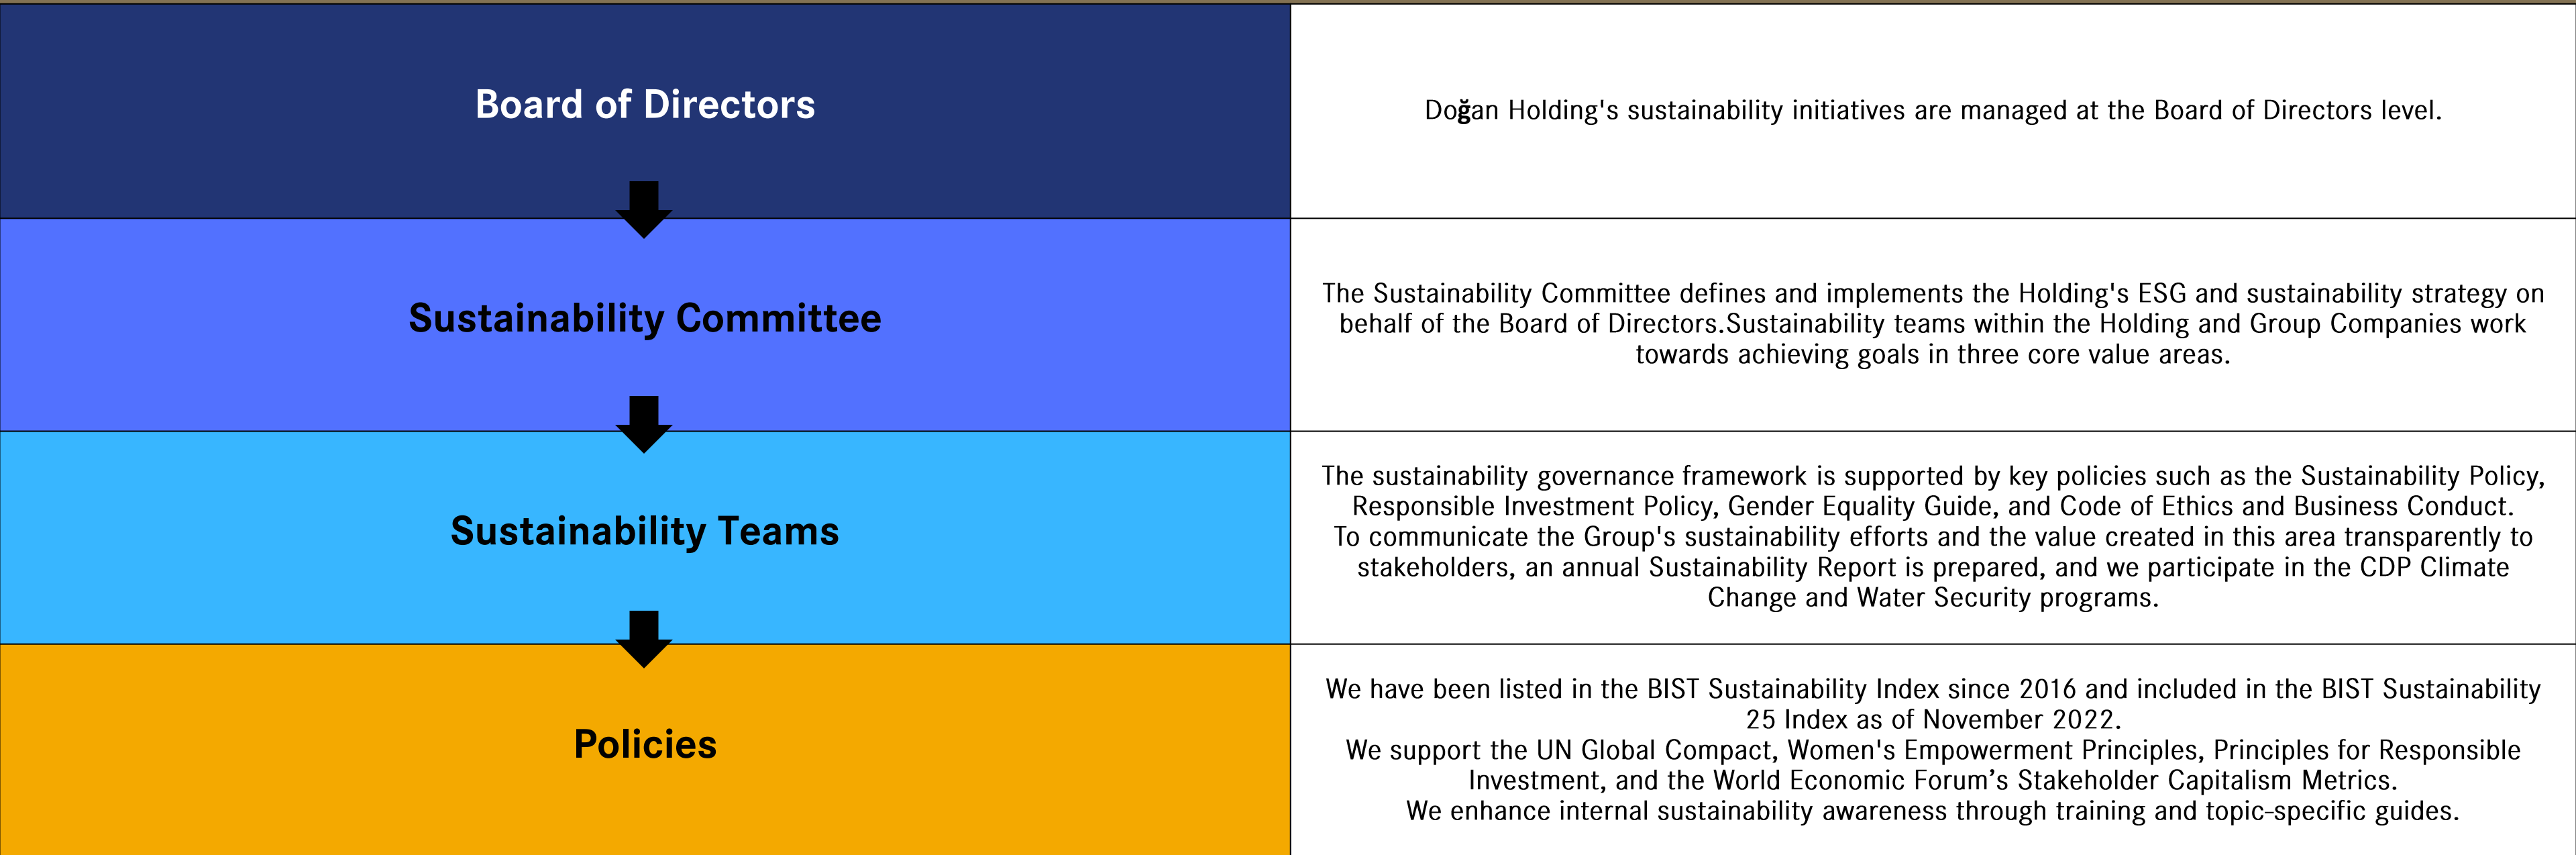 Board of Directors
Doğan Holding's sustainability initiatives are managed at the Board of Directors level.
Sustainability Committee
The Sustainability Committee defines and implements the Holding's ESG and sustainability strategy on
behalf of the Board of Directors.Sustainability teams within the Holding and Group Companies work
towards achieving goals in three core value areas.
Sustainability Teams
The sustainability governance framework is supported by key policies such as the Sustainability Policy,
Responsible Investment Policy, Gender Equality Guide, and Code of Ethics and Business Conduct.
To communicate the Group's sustainability efforts and the value created in this area transparently to
stakeholders, an annual Sustainability Report is prepared, and we participate in the CDP Climate
Change and Water Security programs.
Policies
We have been listed in the BIST Sustainability Index since 2016 and included in the BIST Sustainability
25 Index as of November 2022.
We support the UN Global Compact, Women's Empowerment Principles, Principles for Responsible
Investment, and the World Economic Forum’s Stakeholder Capitalism Metrics.
We enhance internal sustainability awareness through training and topic-specific guides.